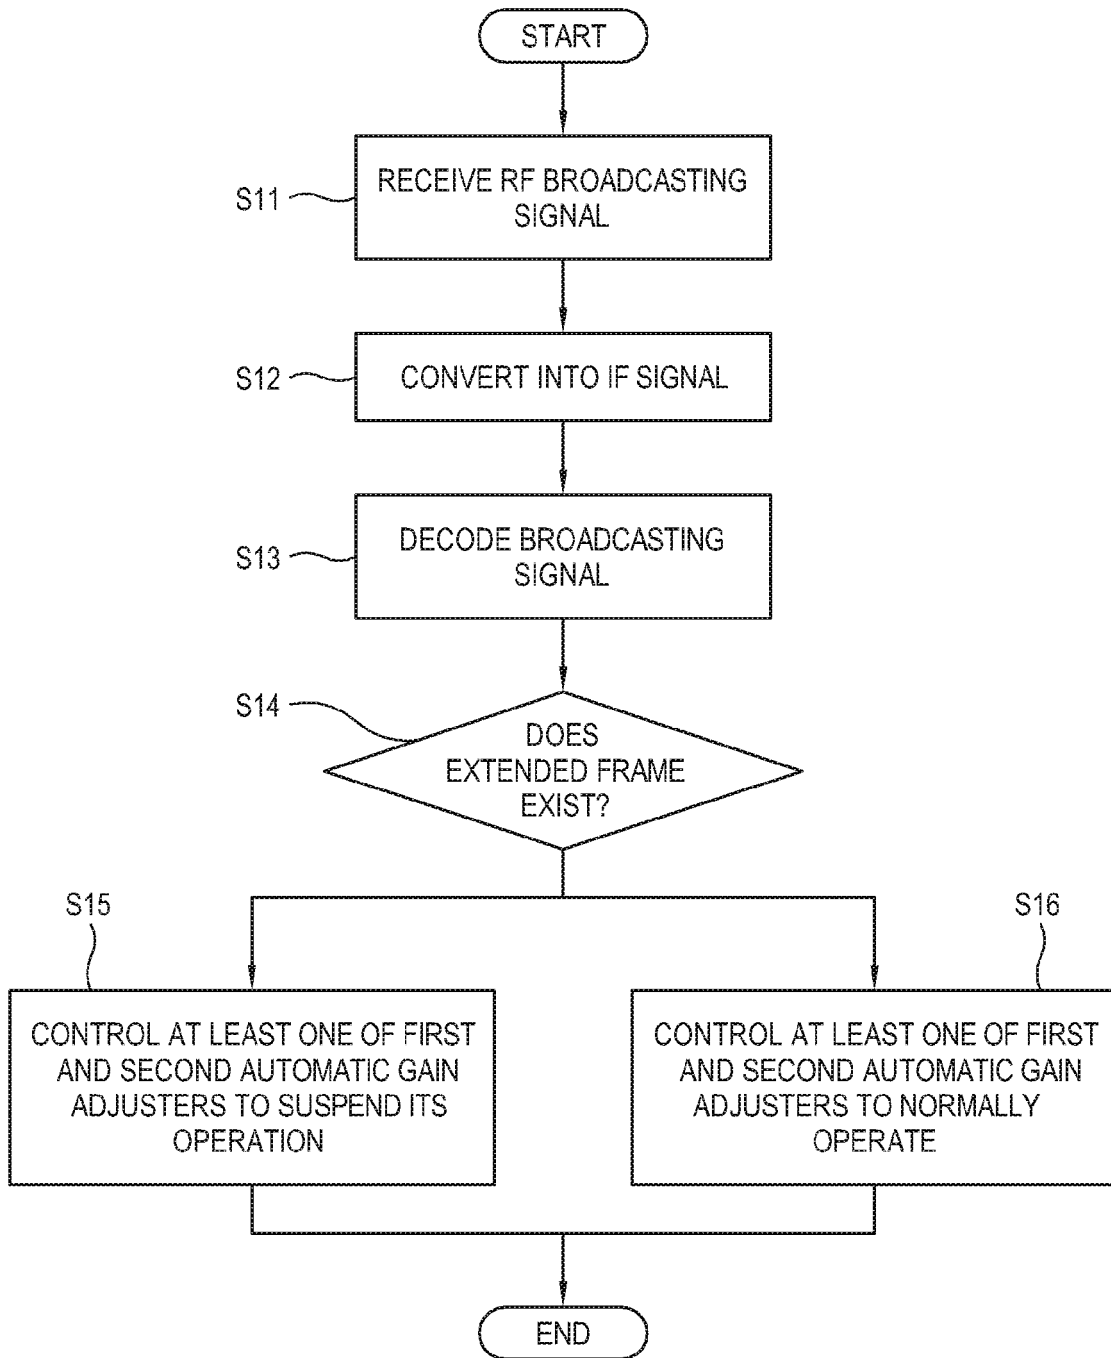 START
S11
RECEIVE RF BROADCASTING
SIGNAL
S12
CONVERT INTO IF SIGNAL
S13
DECODE BROADCASTING
SIGNAL
S14
DOES
EXTENDED FRAME
EXIST?
S15
CONTROL AT LEAST ONE OF FIRST
AND SECOND AUTOMATIC GAIN
ADJUSTERS TO SUSPEND ITS
OPERATION
S16
CONTROL AT LEAST ONE OF FIRST
AND SECOND AUTOMATIC GAIN
ADJUSTERS TO NORMALLY
OPERATE
END